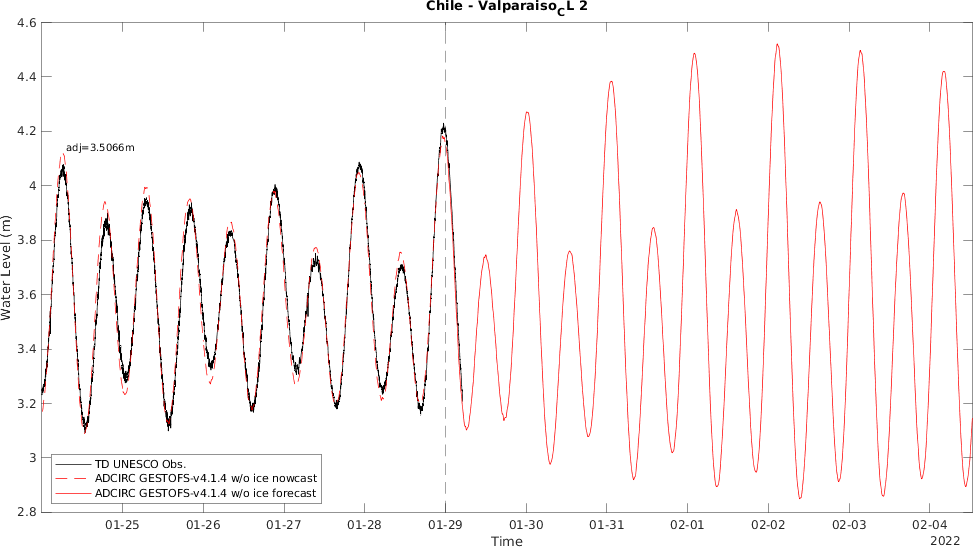 Chile - Valparaiso_CL 2
4.6
4.4
4.2
4
3.8
3.6
3.4
3.2
3
2.8
Water Level (m)
adj=3.5066m
TD UNESCO Obs.
ADCIRC GESTOFS-v4.1.4 w/o ice nowcast
ADCIRC GESTOFS-v4.1.4 w/o ice forecast
01-25 01-26 01-27 01-28 01-29 01-30 01-31 02-01 02-02 02-03 02-04
Time
2022